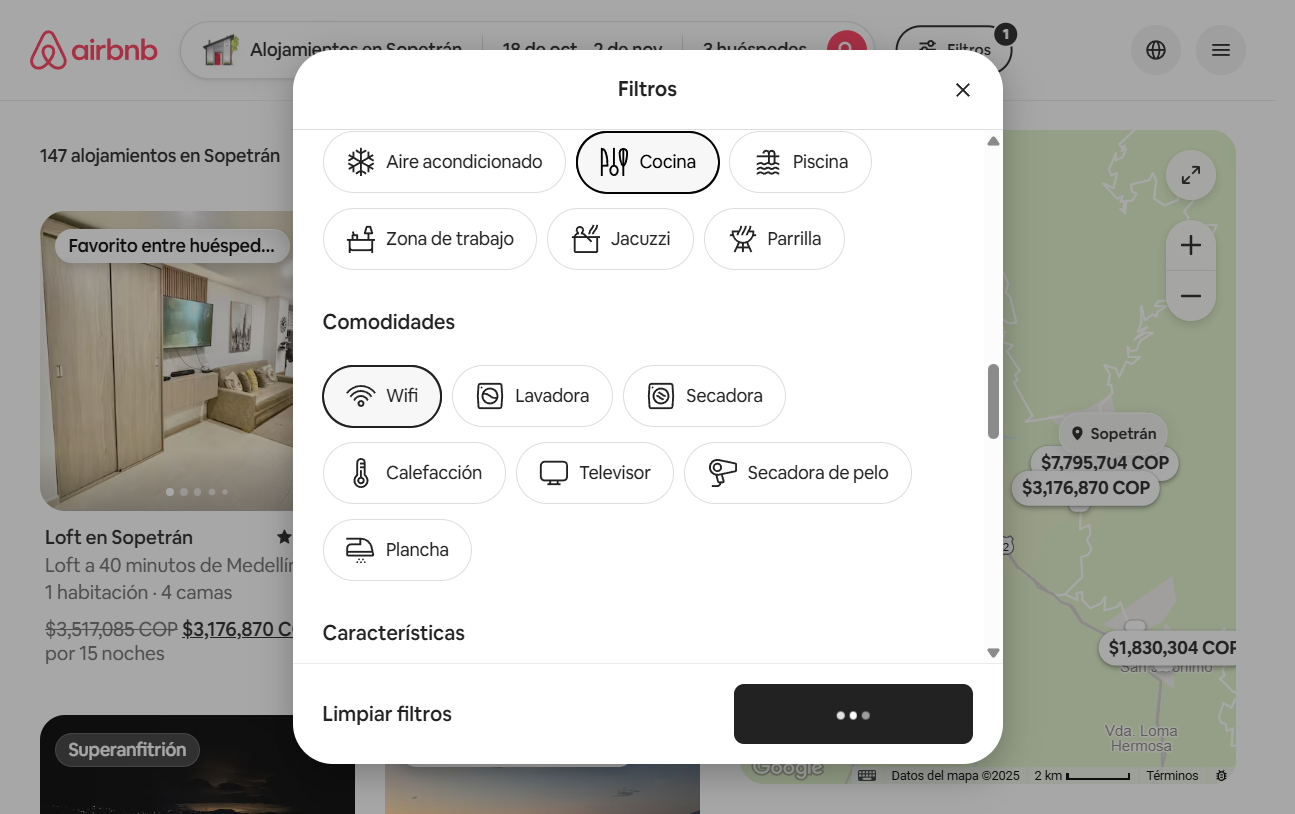 airbnb
Alojamientos en Sopetrán
18 de oct – 2 de nov
3 huéspedes
Filtros
1
Filtros
147 alojamientos en Sopetrán
Aire acondicionado
Cocina
Piscina
Favorito entre huésped...
Zona de trabajo
Jacuzzi
Parrilla
Comodidades
Wifi
Lavadora
Secadora
Sopetrán
$7,795,704 COP
Calefacción
Televisor
Secadora de pelo
$3,176,870 COP
Loft en Sopetrán
Plancha
2
Loft a 40 minutos de Medellín
1 habitación · 4 camas
$3,517,085 COP $3,176,870 C
por 15 noches
Características
$1,830,304 COP
San Jerónimo
Limpiar filtros
Superanfitrión
Vda. Loma
Hermosa
Google
Datos del mapa ©2025
2 km
Términos